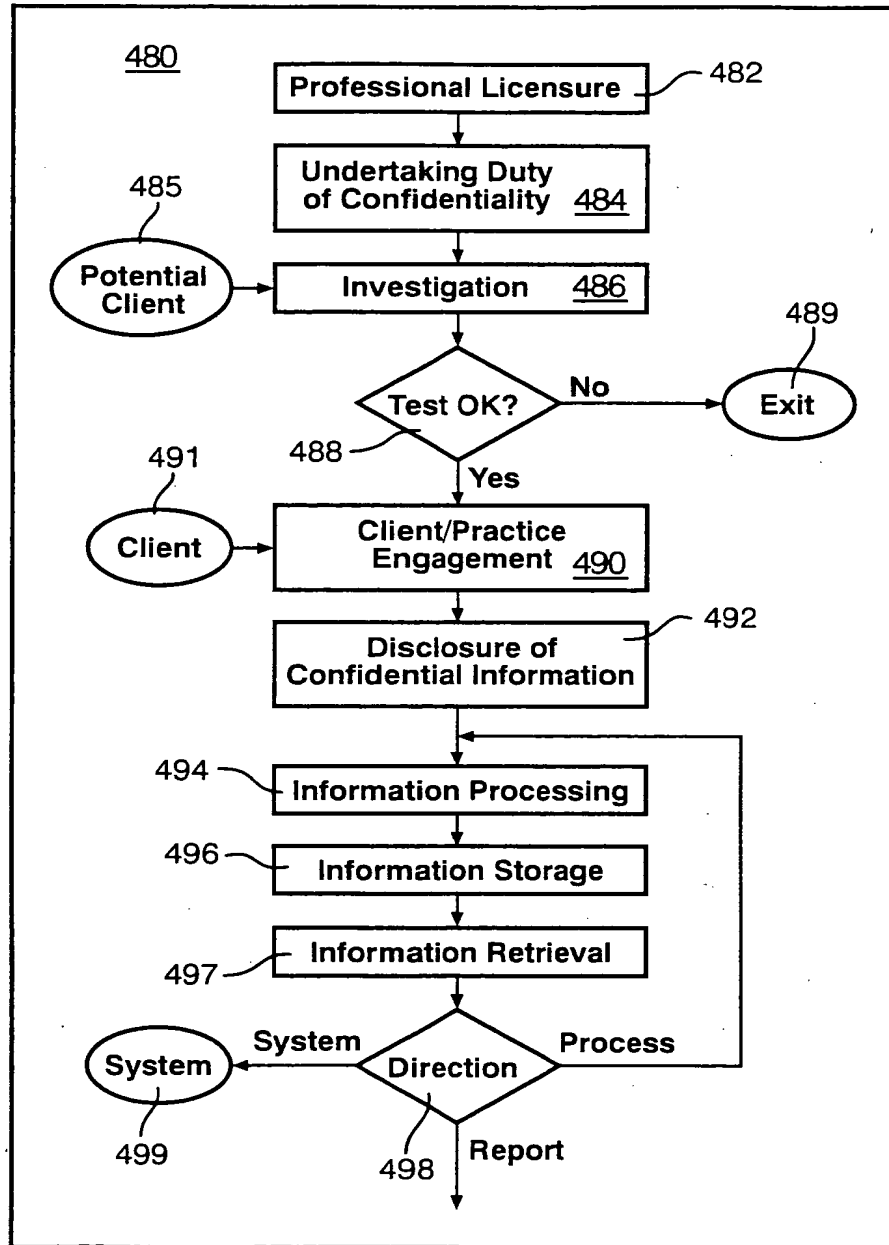 480
Professional Licensure
482
Undertaking Duty
of Confidentiality
484
485
Potential
Client
Investigation
486
489
Test OK?
No
Exit
488
Yes
491
Client
Client/Practice
Engagement
490
492
Disclosure of
Confidential Information
494
Information Processing
496
Information Storage
497
Information Retrieval
System
System
Direction
Process
499
498
Report